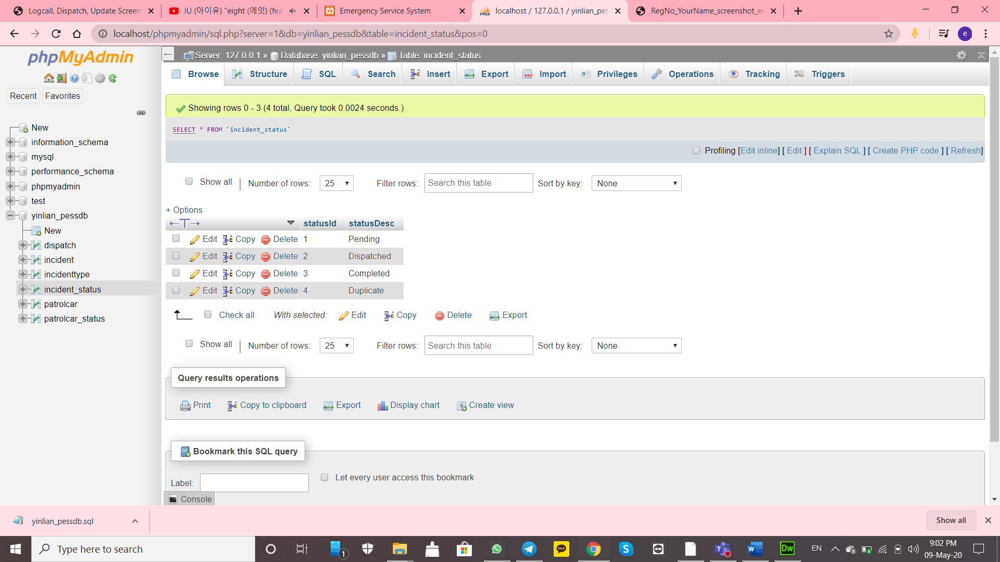 Logcall, Dispatch, Update Screen
IU (아이유) "eight (에잇) (feat
Emergency Service System
localhost / 127.0.0.1 / yinlian_pes
RegNo_YourName_screenshot_ex
localhost/phpmyadmin/sql.php?server=1&db=yinlian_pessdb&table=incident_status&pos=0
e
phpMyAdmin
Recent
Favorites
New
information_schema
mysql
performance_schema
phpmyadmin
test
yinlian_pessdb
New
dispatch
incident
incidenttype
incident_status
patrolcar
patrolcar_status
Server: 127.0.0.1 » Database: yinlian_pessdb » Table: incident_status
Browse Structure SQL Search Insert Export Import Privileges Operations Tracking Triggers
Showing rows 0 - 3 (4 total, Query took 0.0024 seconds.)
SELECT * FROM `incident_status`
Profiling [Edit inline] [ Edit ] [ Explain SQL ] [ Create PHP code ] [ Refresh]
Show all | Number of rows: 25 Filter rows: Search this table Sort by key: None
+ Options
←T→ statusId statusDesc
Edit Copy Delete 1 Pending
Edit Copy Delete 2 Dispatched
Edit Copy Delete 3 Completed
Edit Copy Delete 4 Duplicate
Check all With selected: Edit Copy Delete Export
Show all | Number of rows: 25 Filter rows: Search this table Sort by key: None
Query results operations
Print Copy to clipboard Export Display chart Create view
Bookmark this SQL query
Label: Let every user access this bookmark
Console
yinlian_pessdb.sql
Show all
Type here to search
1
TALK
S
W
Dw
EN
9:02 PM
09-May-20